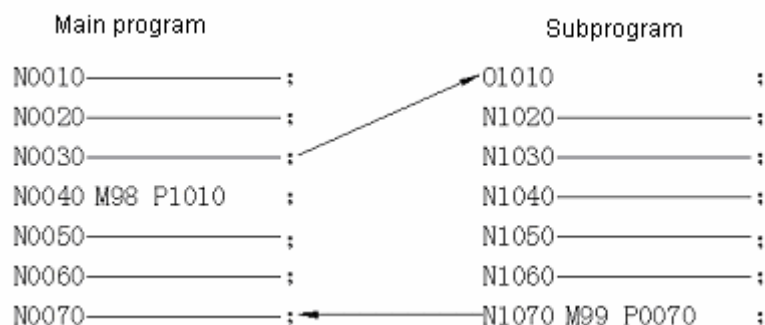 Main program
N0010 ;
N0020 ;
N0030 ;
N0040 M98 P1010 ;
N0050 ;
N0060 ;
N0070 ;
Subprogram
O1010 ;
N1020 ;
N1030 ;
N1040 ;
N1050 ;
N1060 ;
N1070 M99 P0070 ;